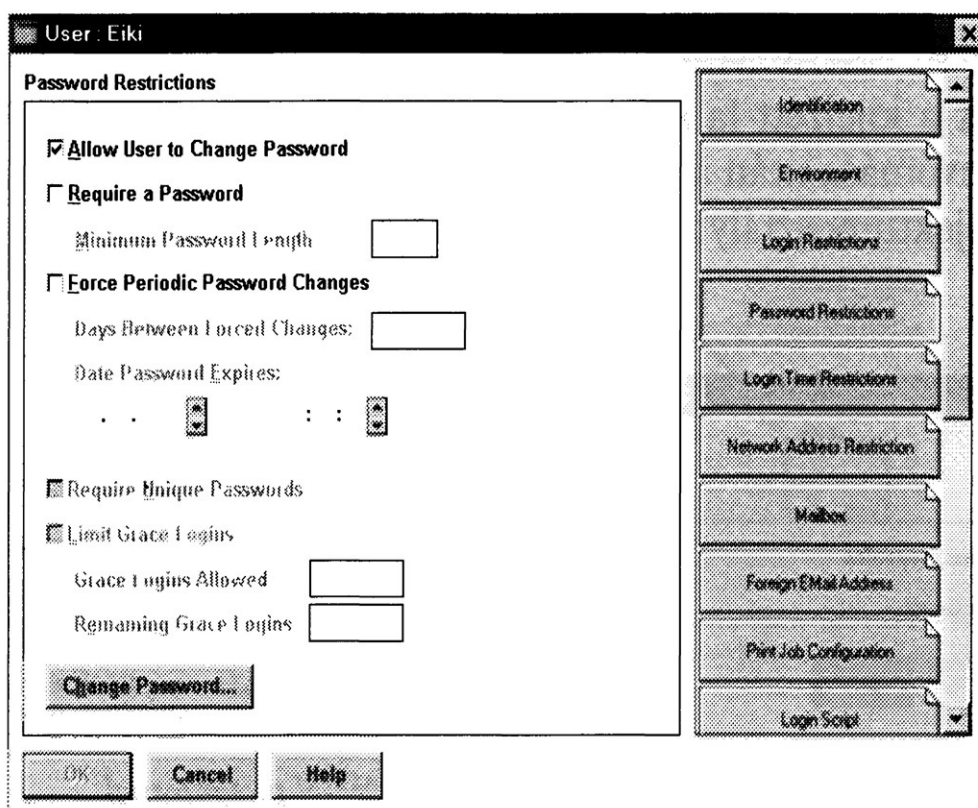 User : Eiki
Password Restrictions
Allow User to Change Password
Require a Password
Minimum Password Length
Force Periodic Password Changes
Days Between Forced Changes:
Date Password Expires:
. . : :
Require Unique Passwords
Limit Grace Logins
Grace Logins Allowed
Remaining Grace Logins
Change Password...
OK Cancel Help
Identification
Environment
Login Restrictions
Password Restrictions
Login Time Restrictions
Network Address Restriction
Mailbox
Foreign EMail Address
Print Job Configuration
Login Script